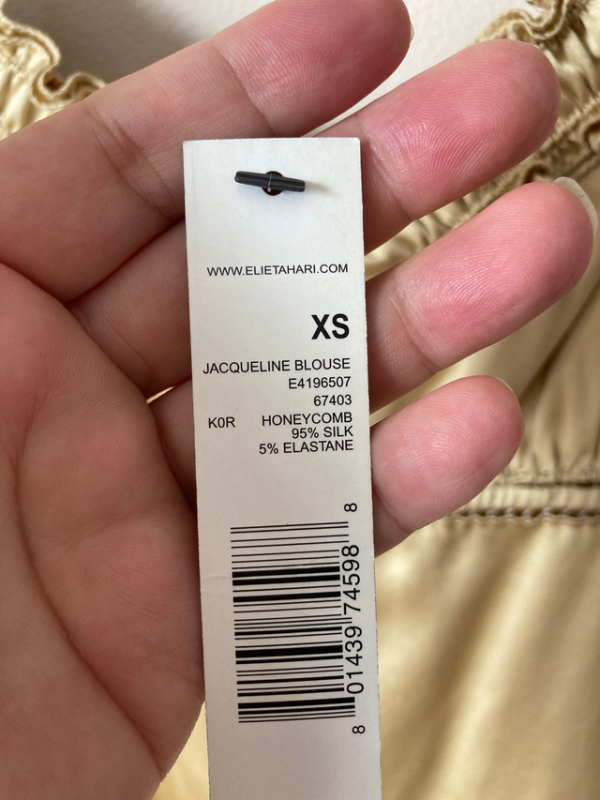 WWW.ELIETAHARI.COM
XS
JACQUELINE BLOUSE
E4196507
67403
K0R HONEYCOMB
95% SILK
5% ELASTANE
8 01439 74598 8